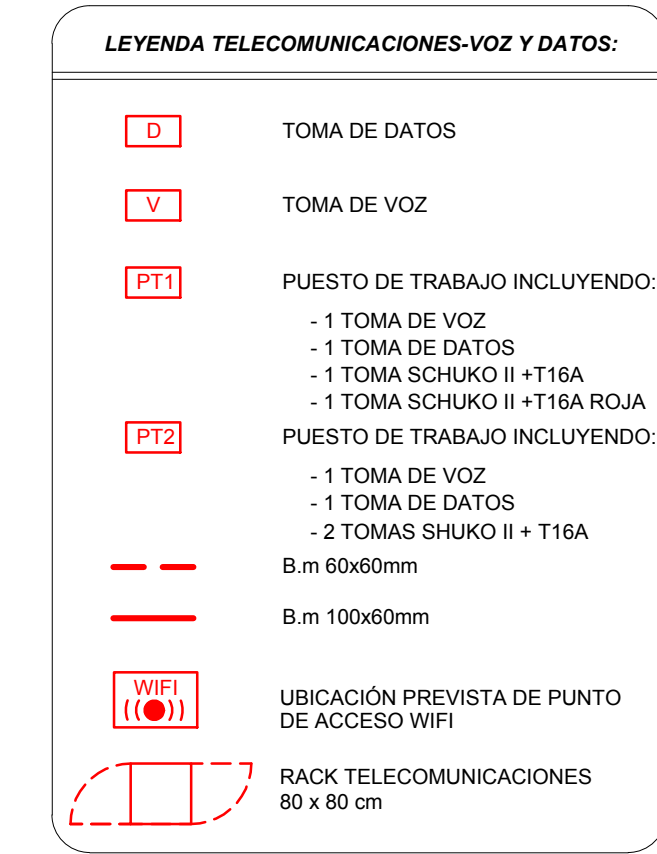 LEYENDA TELECOMUNICACIONES-VOZ Y DATOS:
D TOMA DE DATOS
V TOMA DE VOZ
PT1 PUESTO DE TRABAJO INCLUYENDO:
- 1 TOMA DE VOZ
- 1 TOMA DE DATOS
- 1 TOMA SCHUKO II +T16A
- 1 TOMA SCHUKO II +T16A ROJA
PT2 PUESTO DE TRABAJO INCLUYENDO:
- 1 TOMA DE VOZ
- 1 TOMA DE DATOS
- 2 TOMAS SHUKO II + T16A
B.m 60x60mm
B.m 100x60mm
WIFI
UBICACIÓN PREVISTA DE PUNTO
DE ACCESO WIFI
RACK TELECOMUNICACIONES
80 x 80 cm